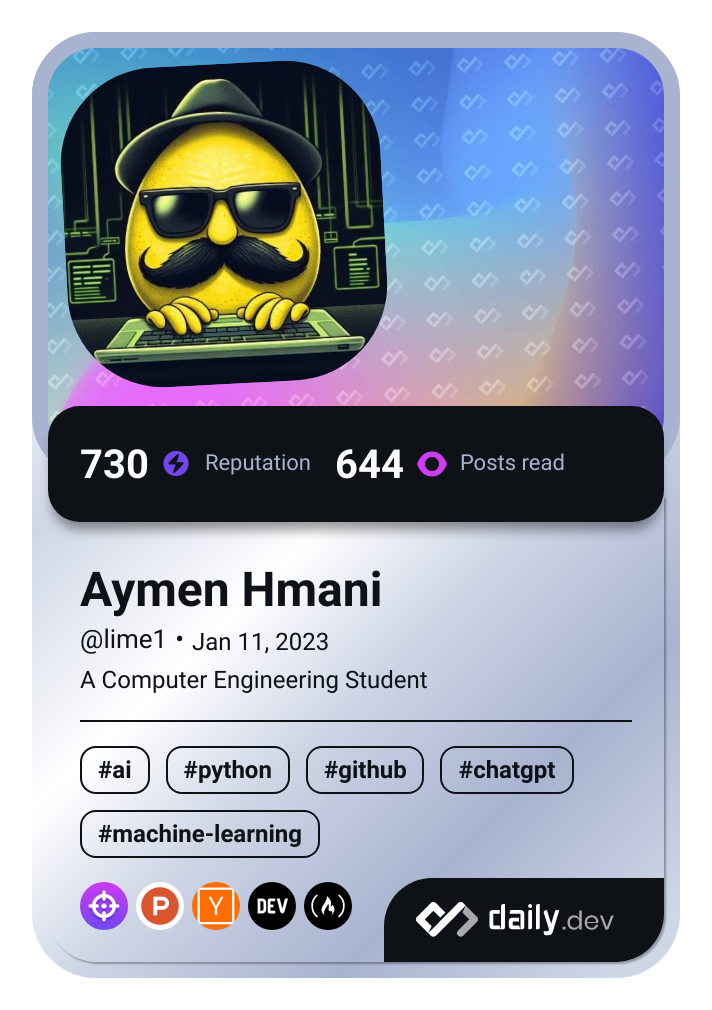 730 Reputation 644 Posts read
Aymen Hmani
@lime1 • Jan 11, 2023
A Computer Engineering Student
#ai #python #github #chatgpt
#machine-learning
P Y DEV
daily.dev